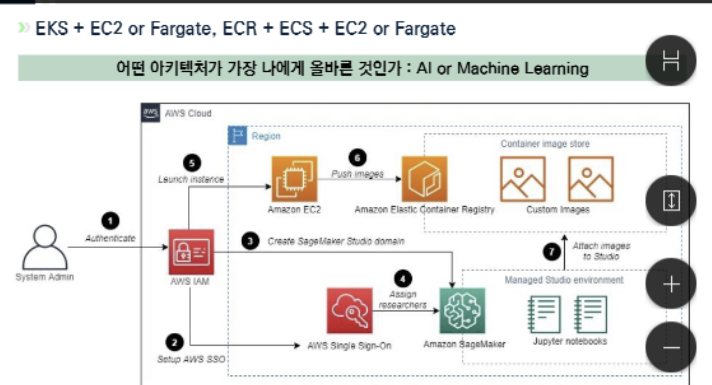 » EKS + EC2 or Fargate, ECR + ECS + EC2 or Fargate
어떤 아키텍처가 가장 나에게 올바른 것인가 : AI or Machine Learning
aws
AWS Cloud
Region
Container image store
5
Launch instance
6
Push images
Amazon EC2
Amazon Elastic Container Registry
Custom Images
1
Authenticate
3
Create SageMaker Studio domain
7
Attach images
to Studio
System Admin
AWS IAM
4
Assign
researchers
Managed Studio environment
2
Setup AWS SSO
AWS Single Sign-On
Amazon SageMaker
Jupyter notebooks